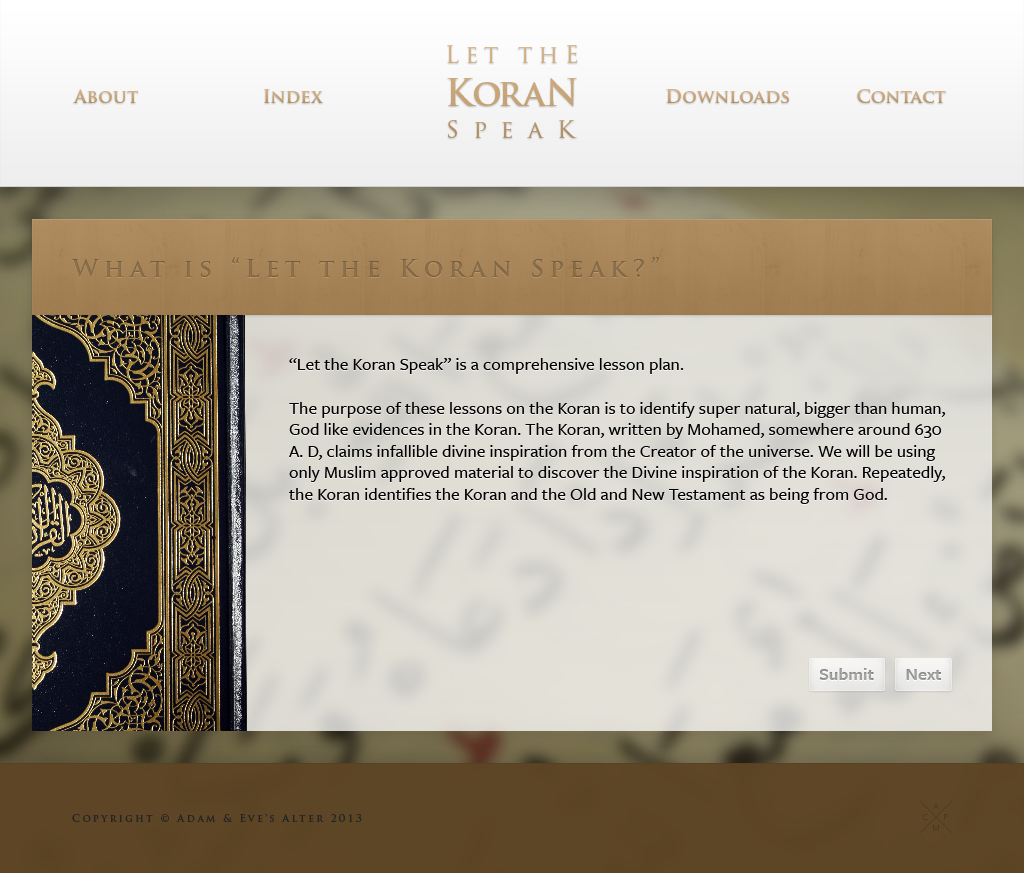 LET THE
About
Index
KORAN
Downloads
Contact
SPEAK
What is “Let the Koran Speak?”
“Let the Koran Speak” is a comprehensive lesson plan.
The purpose of these lessons on the Koran is to identify super natural, bigger than human,
God like evidences in the Koran. The Koran, written by Mohamed, somewhere around 630
A. D, claims infallible divine inspiration from the Creator of the universe. We will be using
only Muslim approved material to discover the Divine inspiration of the Koran. Repeatedly,
the Koran identifies the Koran and the Old and New Testament as being from God.
Submit
Next
Copyright © Adam & Eve's Alter 2013